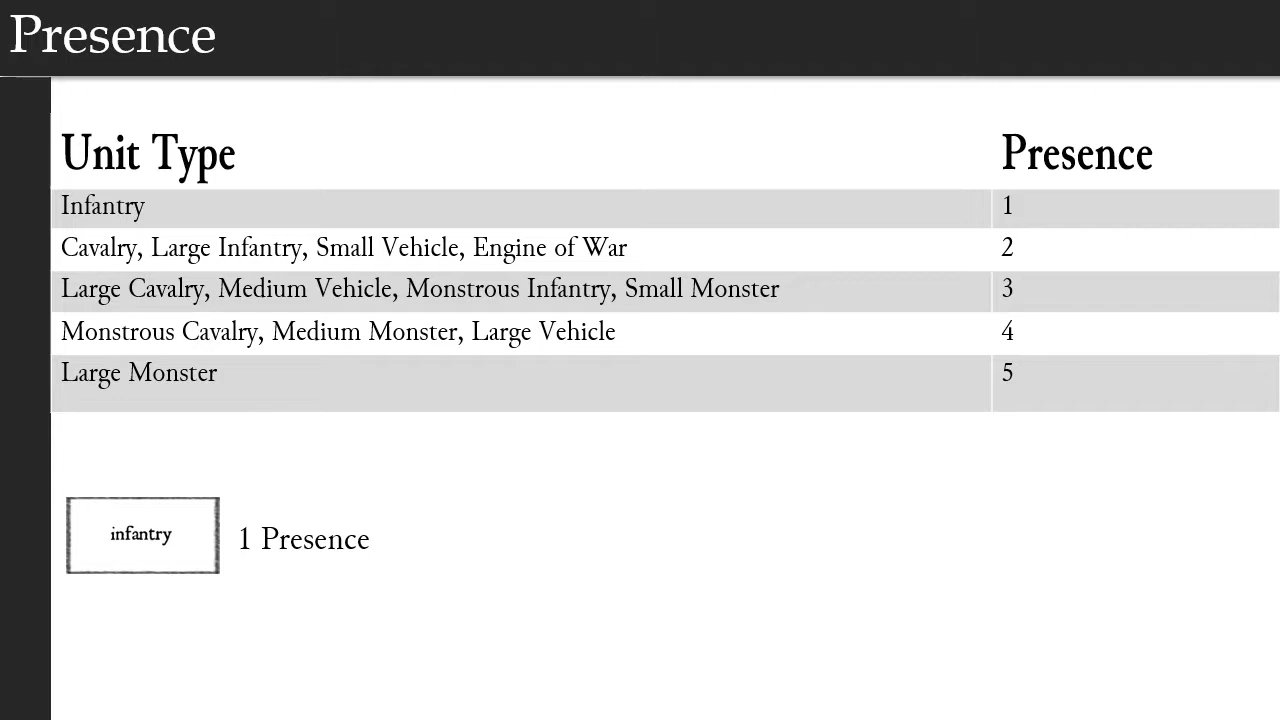 Presence
Unit Type Presence
Infantry 1
Cavalry, Large Infantry, Small Vehicle, Engine of War 2
Large Cavalry, Medium Vehicle, Monstrous Infantry, Small Monster 3
Monstrous Cavalry, Medium Monster, Large Vehicle 4
Large Monster 5
infantry 1 Presence